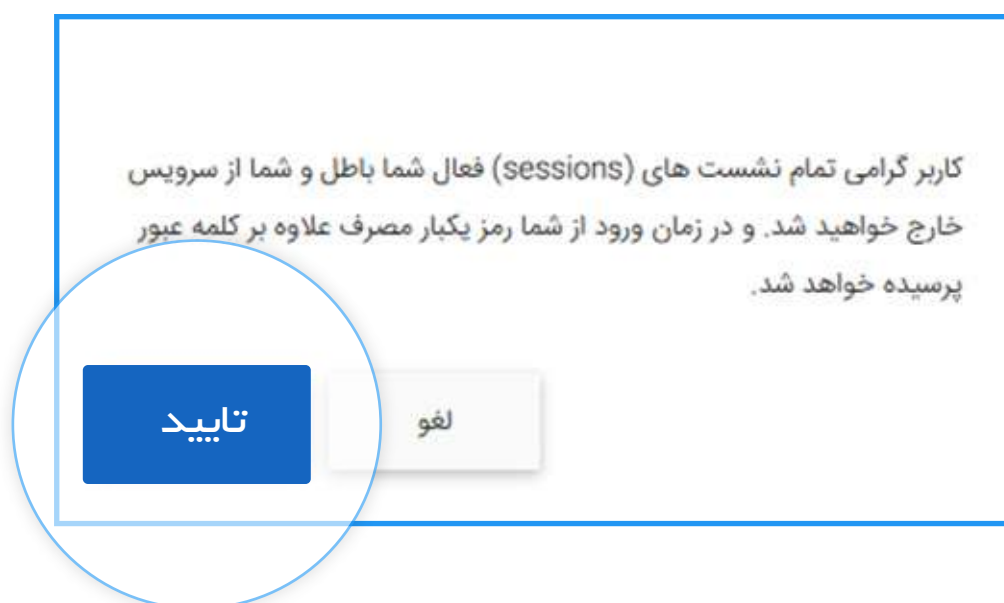 کاربر گرامی تمام نشست های (sessions) فعال شما باطل و شما از سرویس
خارج خواهید شد. و در زمان ورود از شما رمز یکبار مصرف علاوه بر کلمه عبور
پرسیده خواهد شد.
لغو
تایید